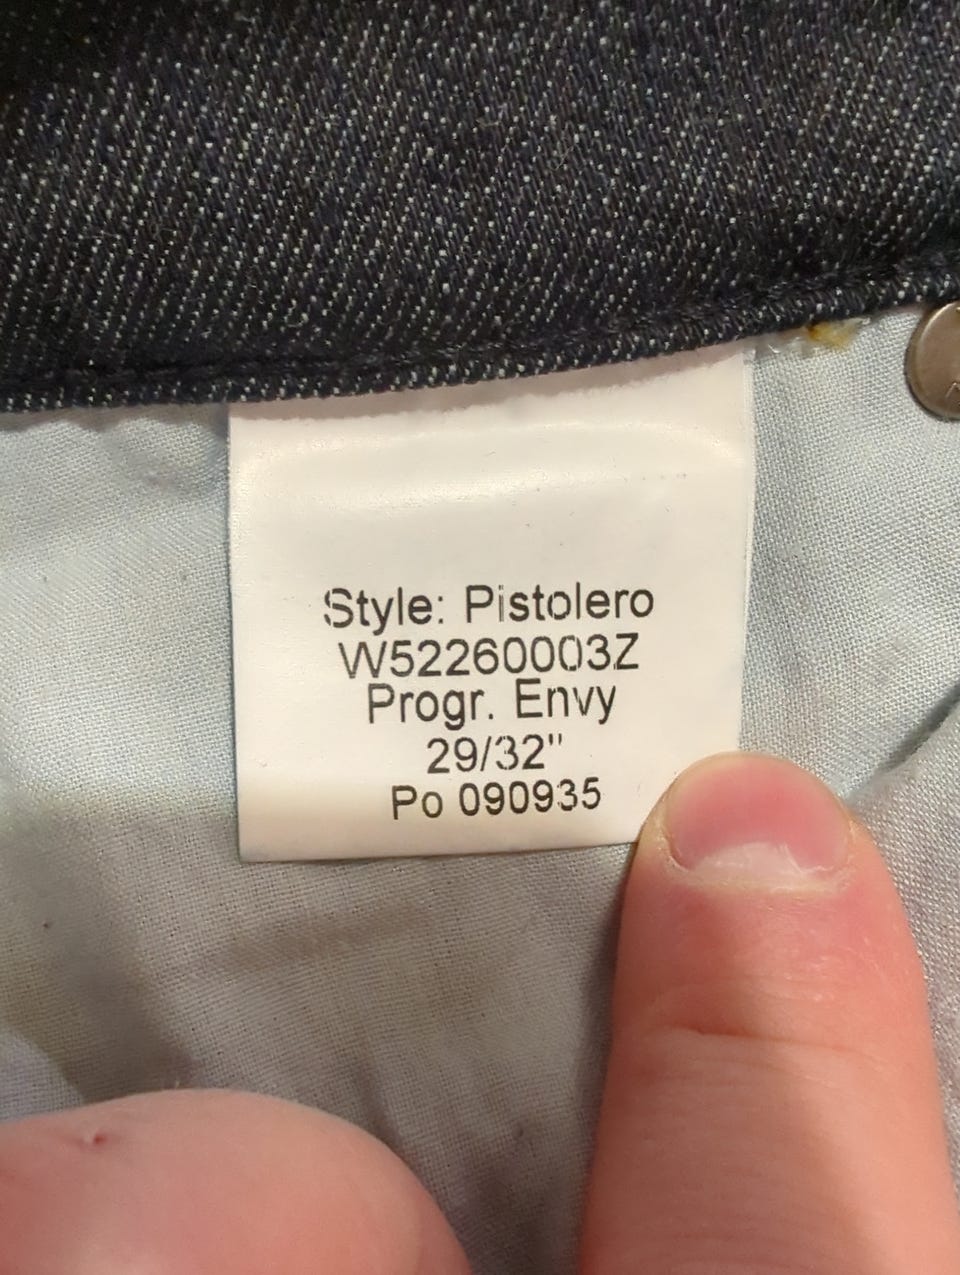 Style: Pistolero
W52260003Z
Progr. Envy
29/32"
Po 090935